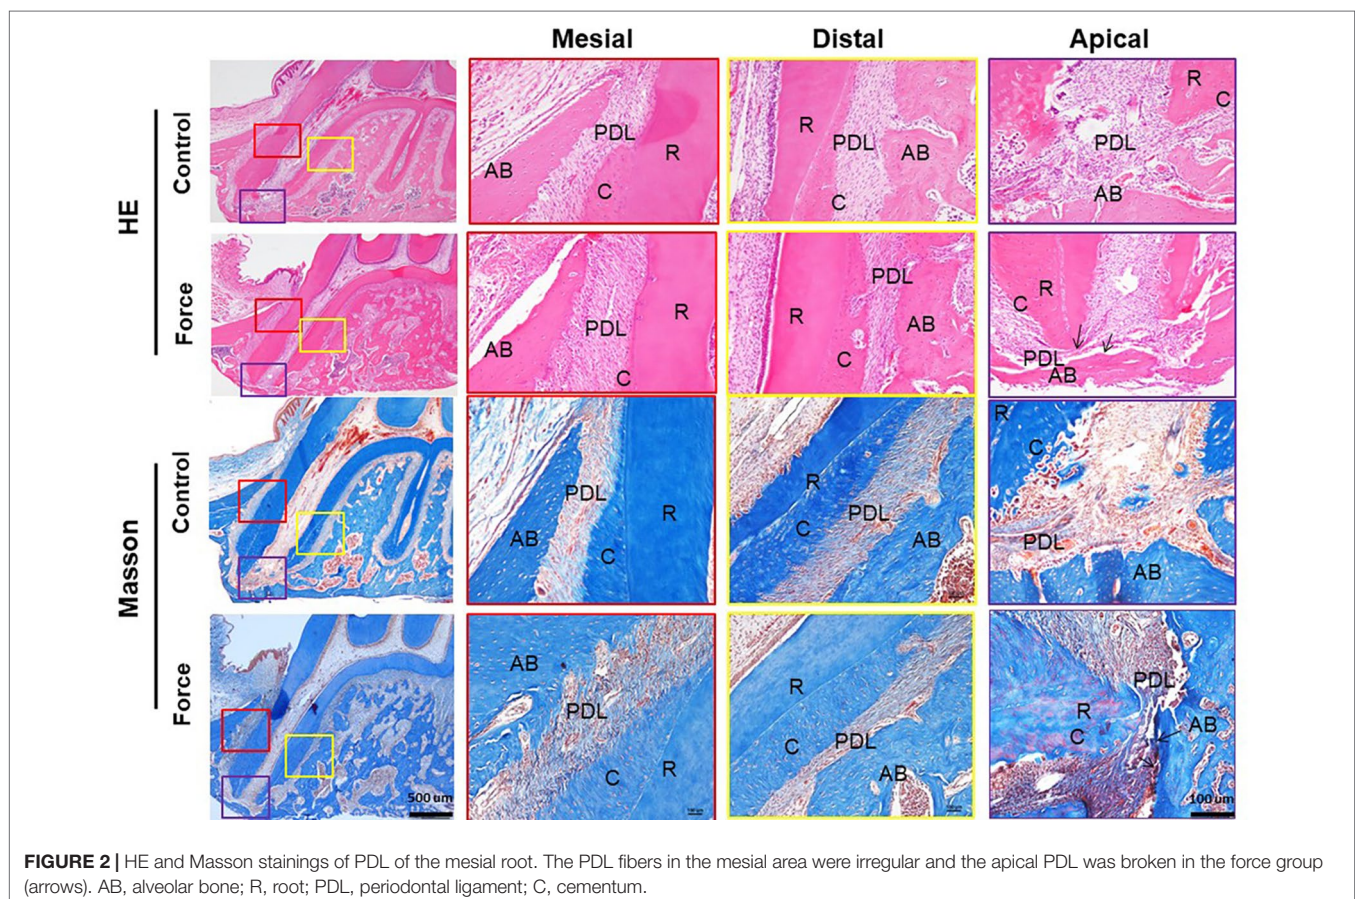 Mesial Distal Apical
HE
Control
PDL AB R C
R PDL AB C
R C PDL AB
Force
AB PDL R C
PDL R AB C
R C PDL AB
Masson
Control
PDL AB R C
R PDL C AB
R C PDL AB
Force
500 um
AB PDL C R
R C PDL AB
PDL R AB C
100 um
FIGURE 2 | HE and Masson stainings of PDL of the mesial root. The PDL fibers in the mesial area were irregular and the apical PDL was broken in the force group
(arrows). AB, alveolar bone; R, root; PDL, periodontal ligament; C, cementum.